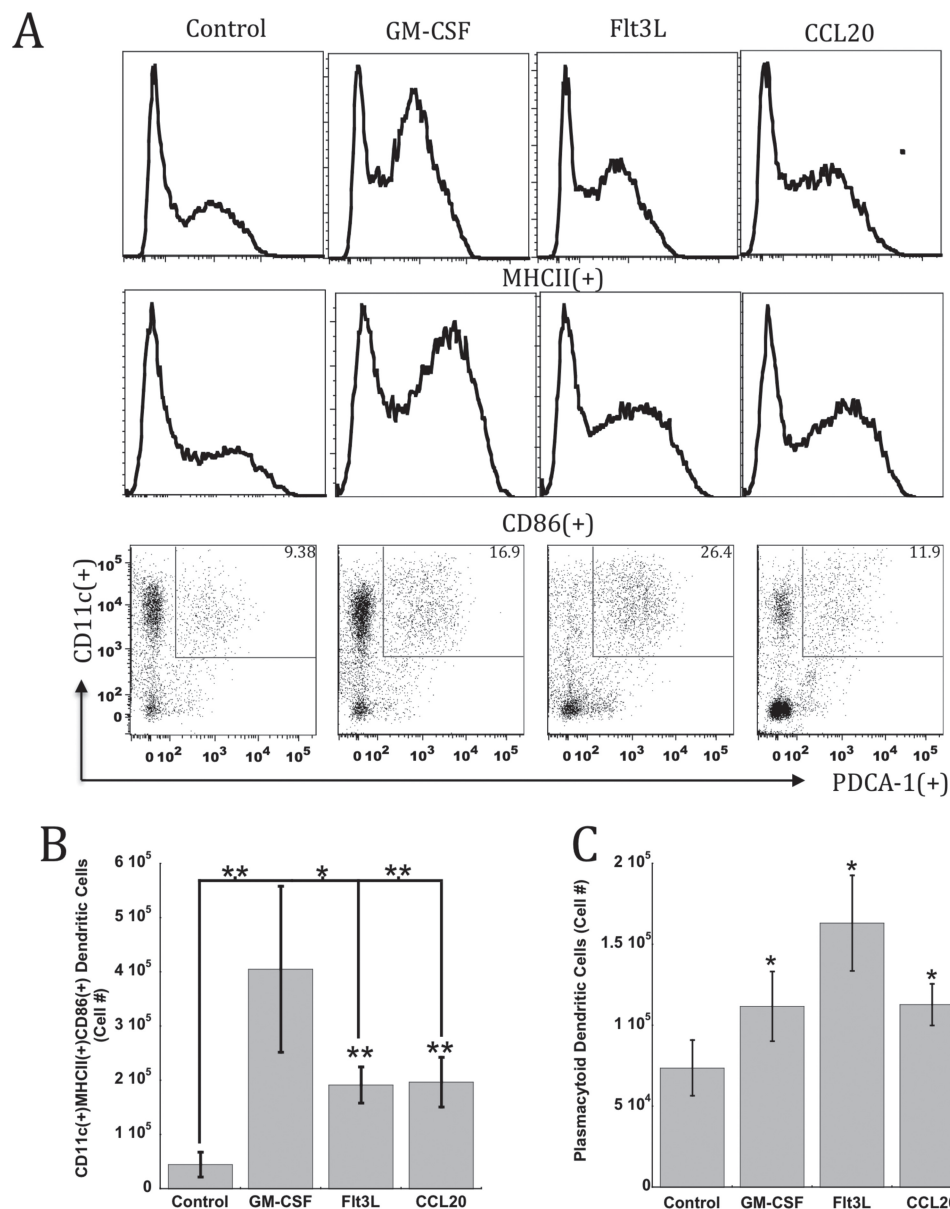 A
Control
GM-CSF
Flt3L
CCL20
MHCII(+)
CD86(+)
CD11c(+)
10⁵
10⁴
10³
10²
0
9.38
16.9
26.4
11.9
0 10² 10³ 10⁴ 10⁵
0 10² 10³ 10⁴ 10⁵
0 10² 10³ 10⁴ 10⁵
0 10² 10³ 10⁴ 10⁵
PDCA-1(+)
B
CD11c(+)MHCII(+)CD86(+) Dendritic Cells
(Cell #)
6 10⁵
5 10⁵
4 10⁵
3 10⁵
2 10⁵
1 10⁵
0
** * **
** **
Control GM-CSF Flt3L CCL20
C
Plasmacytoid Dendritic Cells (Cell #)
2 10⁵
1.5 10⁵
1 10⁵
5 10⁴
0
* * *
Control GM-CSF Flt3L CCL20